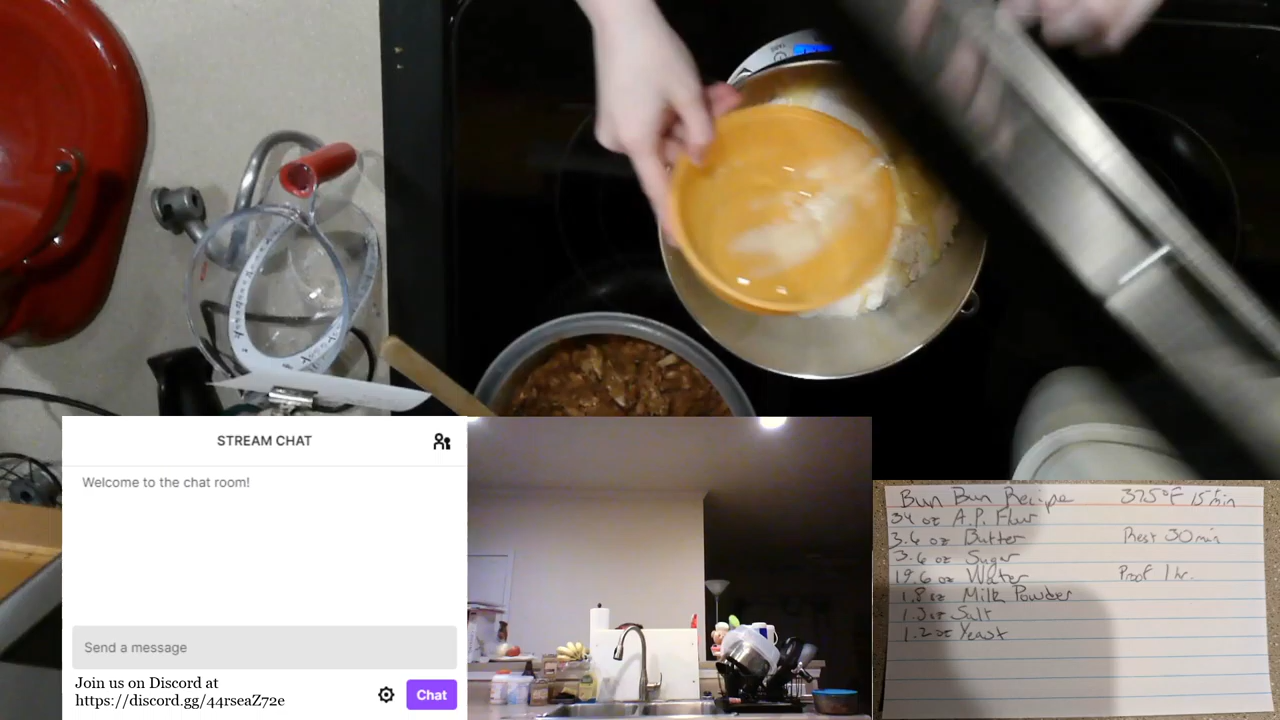 STREAM CHAT
Welcome to the chat room!
Send a message
Join us on Discord at
https://discord.gg/44rseaZ72e
Chat
Bun Bun Recipe 375°F 15 min
34 oz A.P. Flour
3.6 oz Butter Rest 30 min
3.6 oz Sugar
19.6 oz Water Proof 1 hr.
1.8 oz Milk Powder
oz Salt
1.2 oz Yeast